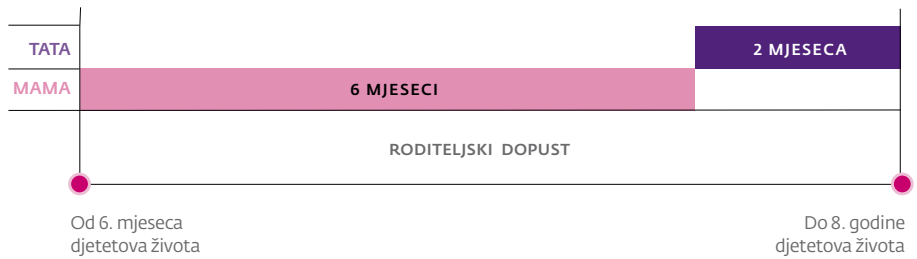 TATA
2 MJESECA
MAMA
6 MJESECI
RODITELJSKI DOPUST
Od 6. mjeseca
djetetova života
Do 8. godine
djetetova života